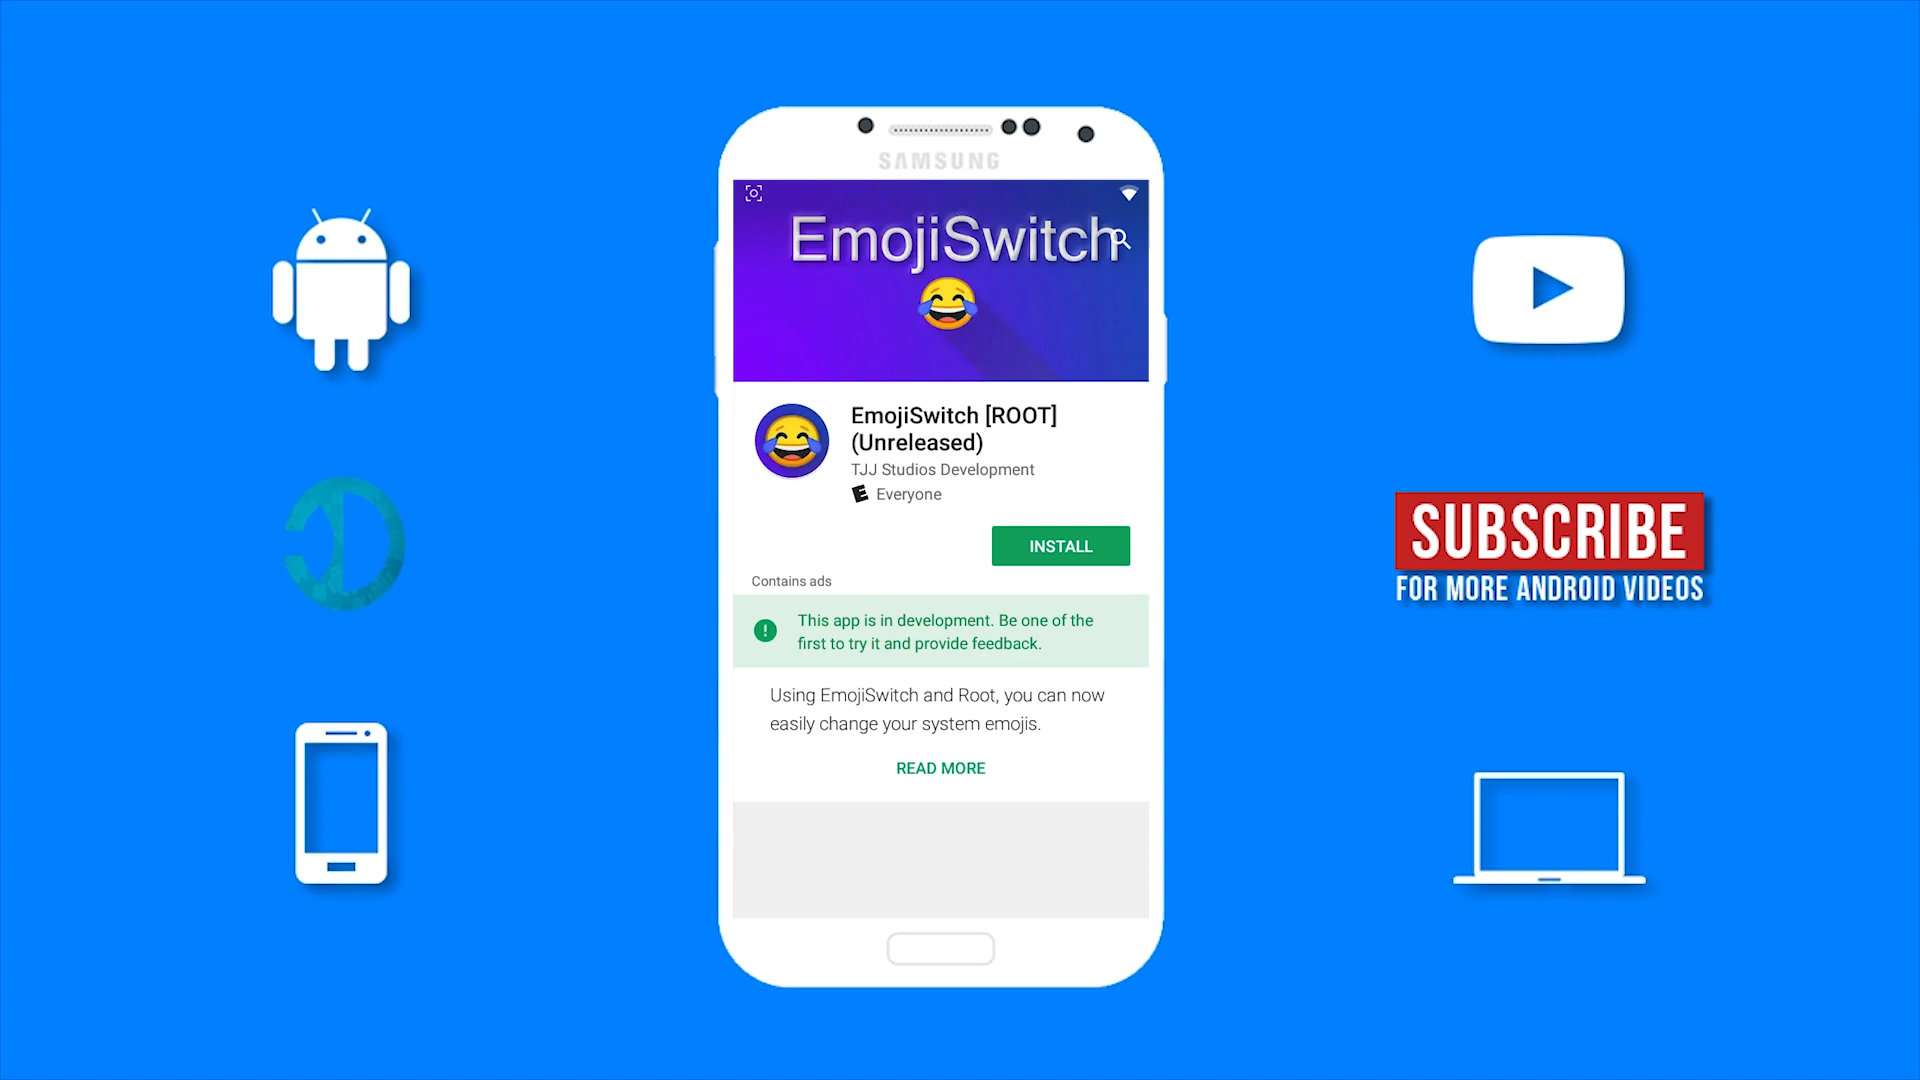 SAMSUNG
EmojiSwitch
EmojiSwitch [ROOT]
(Unreleased)
TJJ Studios Development
E Everyone
INSTALL
Contains ads
This app is in development. Be one of the
first to try it and provide feedback.
Using EmojiSwitch and Root, you can now
easily change your system emojis.
READ MORE
SUBSCRIBE
FOR MORE ANDROID VIDEOS